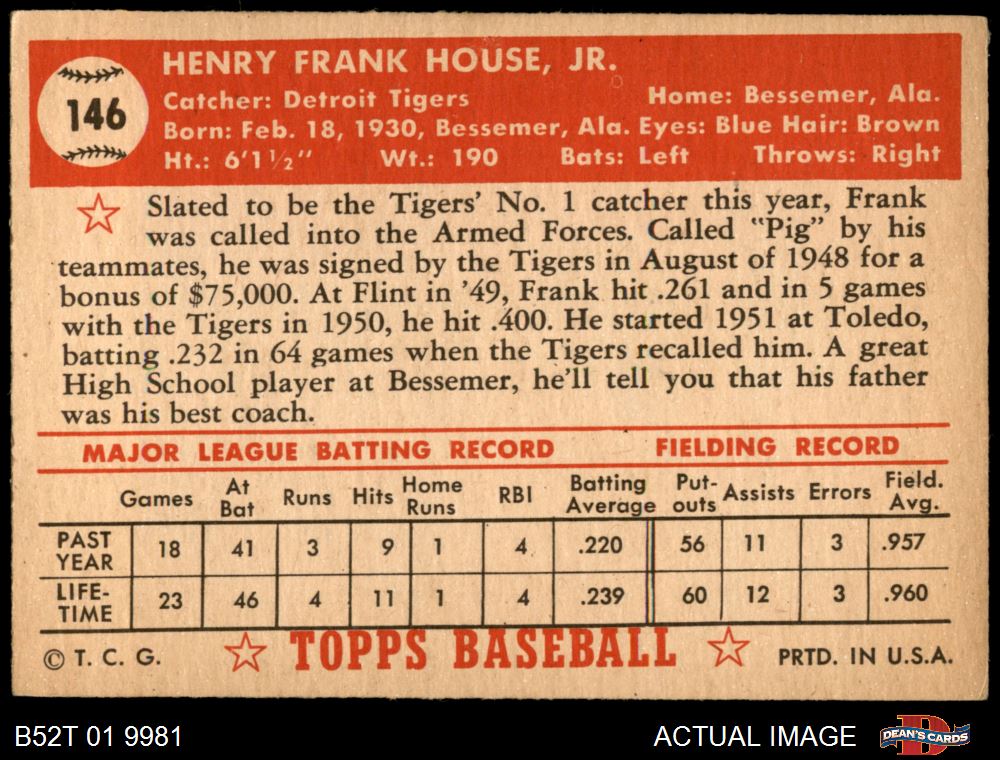 146
HENRY FRANK HOUSE, JR.
Catcher: Detroit Tigers Home: Bessemer, Ala.
Born: Feb. 18, 1930, Bessemer, Ala. Eyes: Blue Hair: Brown
Ht.: 6'1 1/2" Wt.: 190 Bats: Left Throws: Right
Slated to be the Tigers' No. 1 catcher this year, Frank
was called into the Armed Forces. Called "Pig" by his
teammates, he was signed by the Tigers in August of 1948 for a
bonus of $75,000. At Flint in '49, Frank hit .261 and in 5 games
with the Tigers in 1950, he hit .400. He started 1951 at Toledo,
batting .232 in 64 games when the Tigers recalled him. A great
High School player at Bessemer, he'll tell you that his father
was his best coach.
MAJOR LEAGUE BATTING RECORD FIELDING RECORD
Games At Bat Runs Hits Home Runs RBI Batting Average Put-outs Assists Errors Field. Avg.
PAST YEAR 18 41 3 9 1 4 .220 56 11 3 .957
LIFE-TIME 23 46 4 11 1 4 .239 60 12 3 .960
© T. C. G. TOPPS BASEBALL PRTD. IN U.S.A.
B52T 01 9981 ACTUAL IMAGE D DEAN'S CARDS